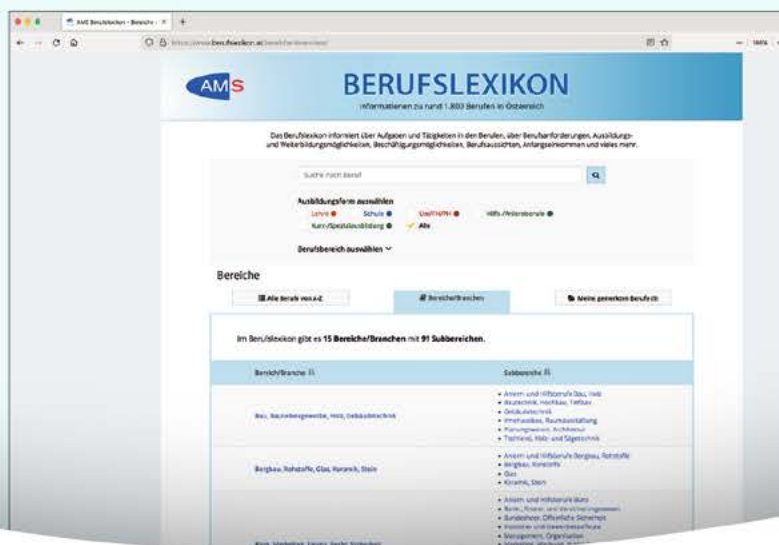 AMS Berufslexikon - Bereiche
berufslexikon.at
AMS
BERUFSLEXIKON
Informationen zu rund 1.800 Berufen in Österreich
Das Berufslexikon informiert über Aufgaben und Tätigkeiten in den Berufen, über Berufsanforderungen, Ausbildungs-
und Weiterbildungsmöglichkeiten, Beschäftigungsmöglichkeiten, Berufsaussichten, Anfangseinkommen und vieles mehr.
Suche nach Beruf
Ausbildungsform auswählen
Lehre Schule Uni/FH/PH Hilfs-/Anlernberufe
Kurz-/Spezialausbildung Alle
Berufsbereich auswählen
Bereiche
Alle Berufe von a-Z Bereiche/Branchen Meine gemerkten Berufe
Im Berufslexikon gibt es 15 Bereiche/Branchen mit 91 Subbereichen.
Bereich/Branche Subbereiche
• Anlern- und Hilfsberufe Bau, Holz
• Bautechnik, Hochbau, Tiefbau
• Gebäudetechnik
Bau, Baunebengewerbe, Holz, Gebäudetechnik
• Innenausbau, Raumausstattung
• Planungswesen, Architektur
• Tischlerei, Holz- und Sägetechnik
• Anlern- und Hilfsberufe Bergbau, Rohstoffe
• Bergbau, Rohstoffe
Bergbau, Rohstoffe, Glas, Keramik, Stein
• Glas
• Keramik, Stein
• Anlern- und Hilfsberufe Büro
• Bank-, Finanz- und Versicherungswesen
• Bundesheer, Öffentliche Sicherheit
• Management, Organisation